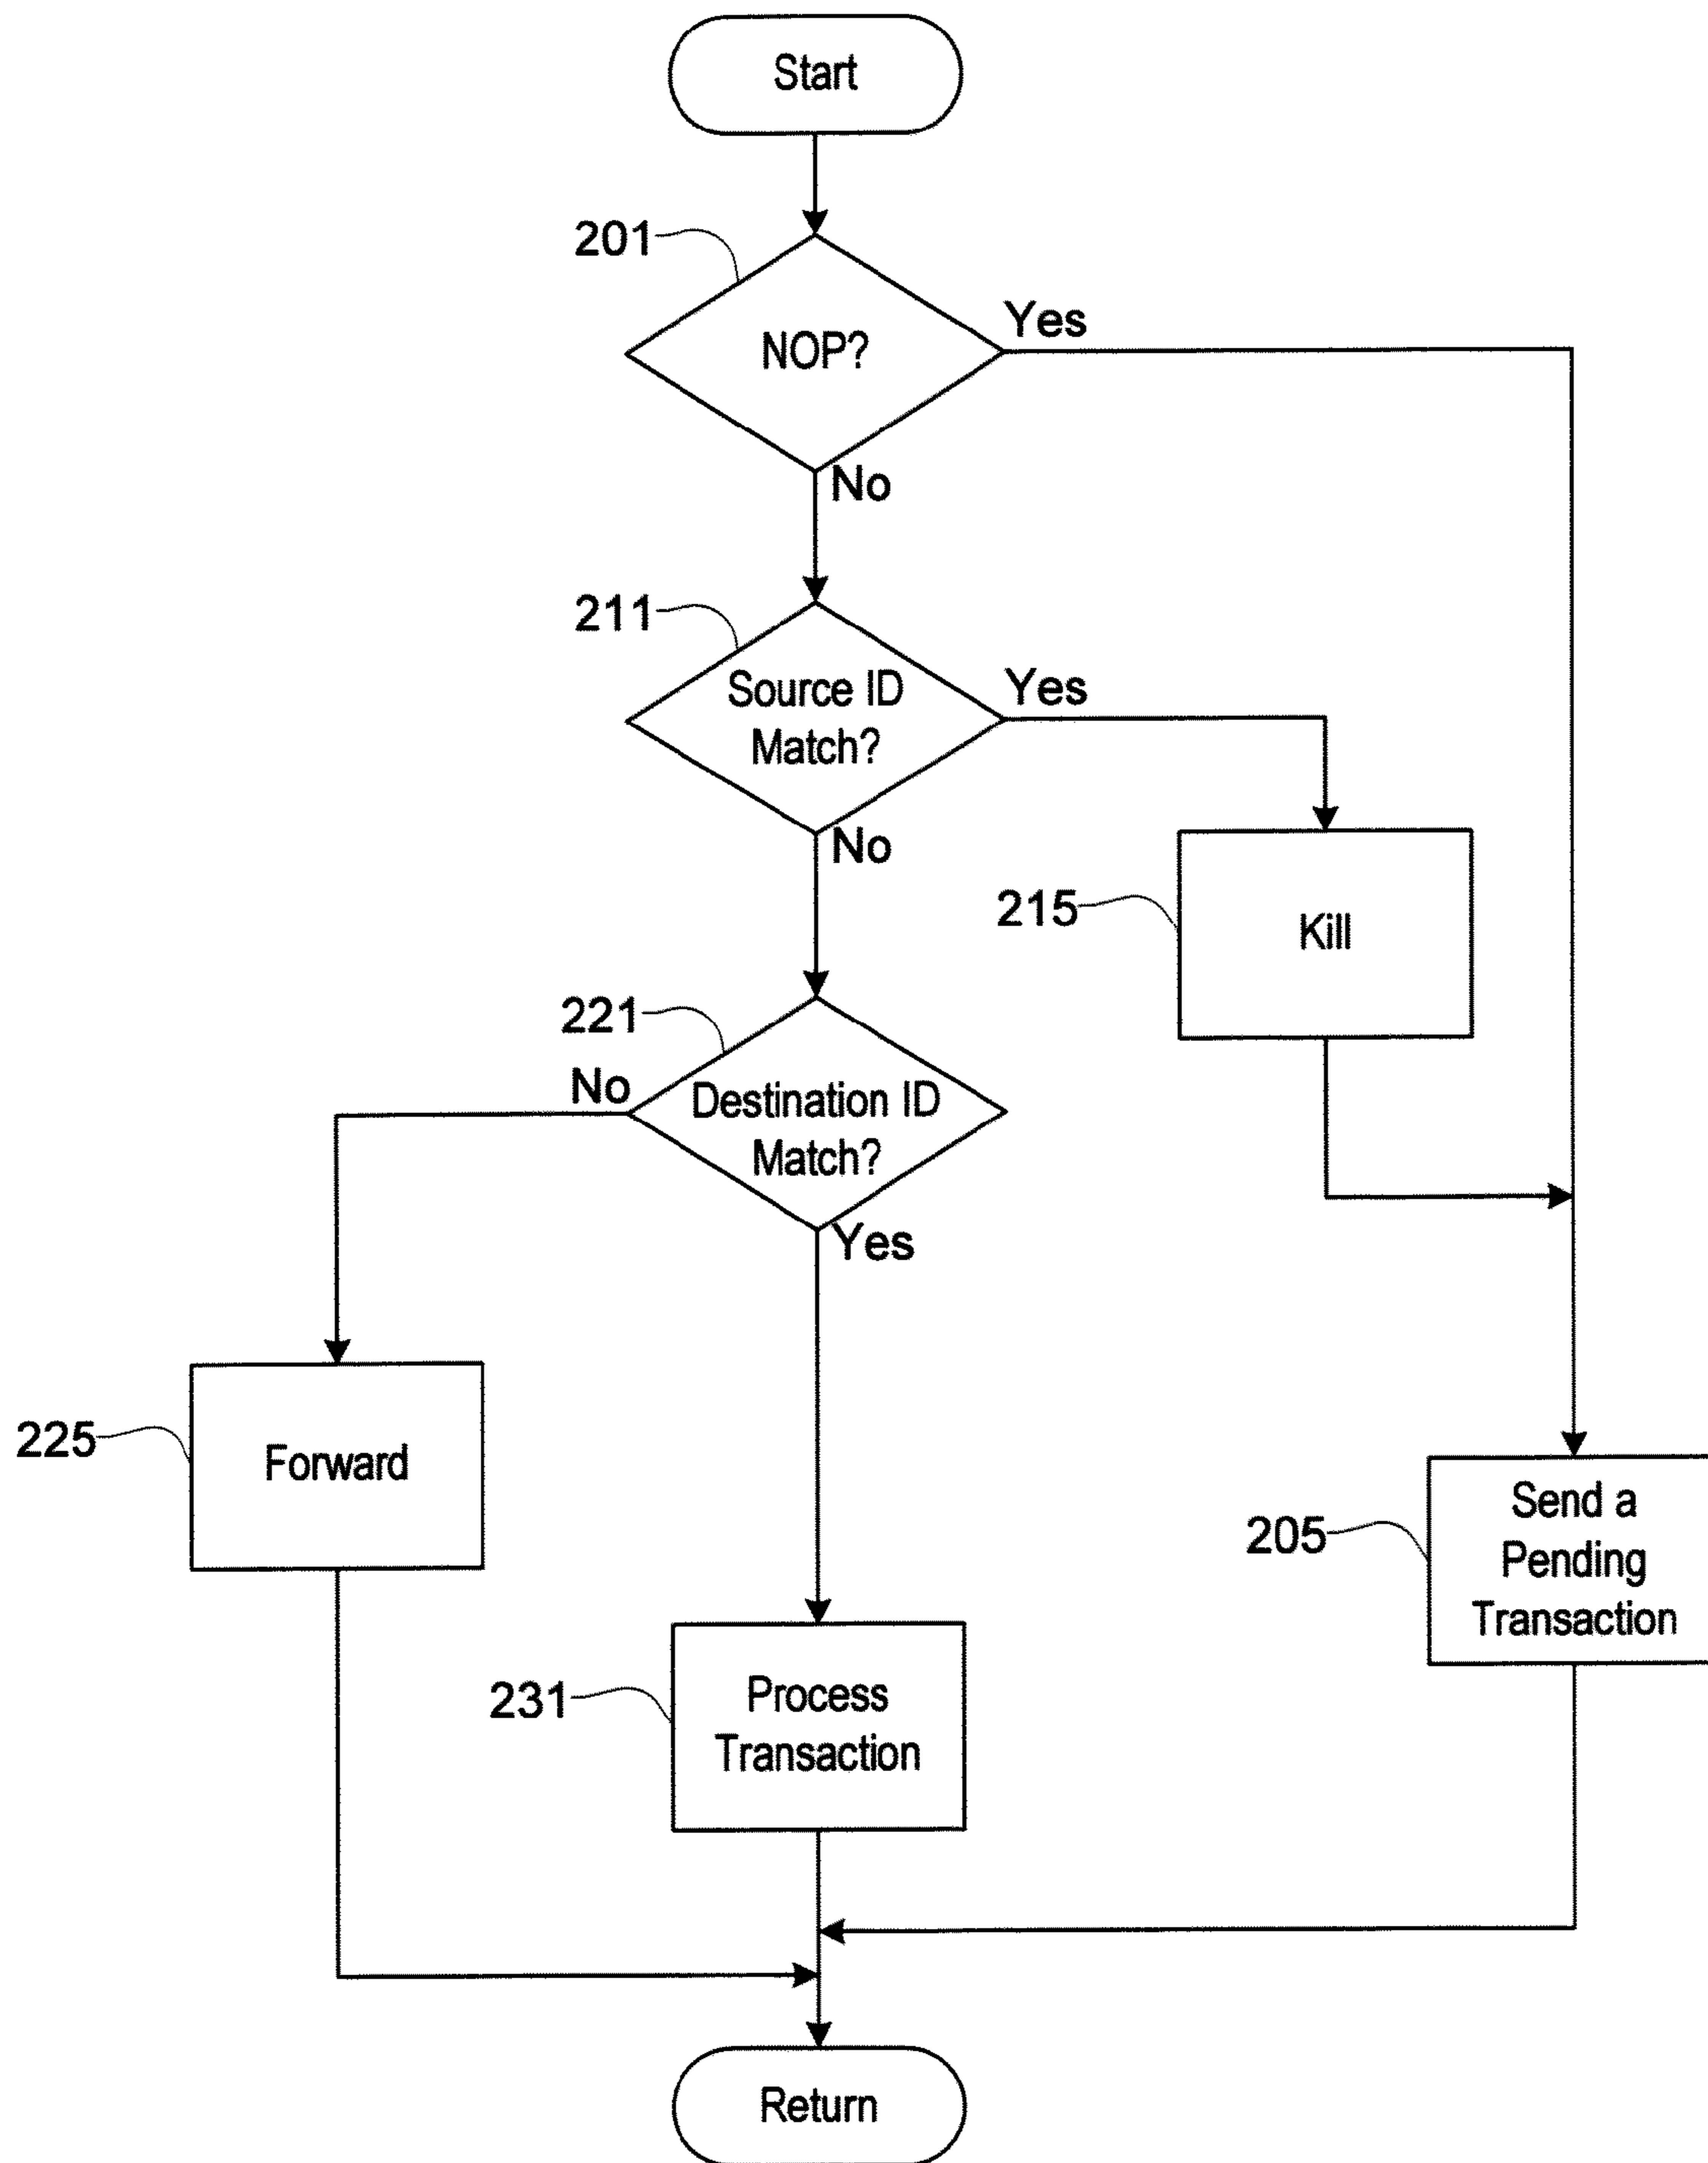 Start
201
NOP?
Yes
No
211
Source ID
Match?
Yes
No
215
Kill
221
No
Destination ID
Match?
Yes
225
Forward
205
Send a
Pending
Transaction
231
Process
Transaction
Return